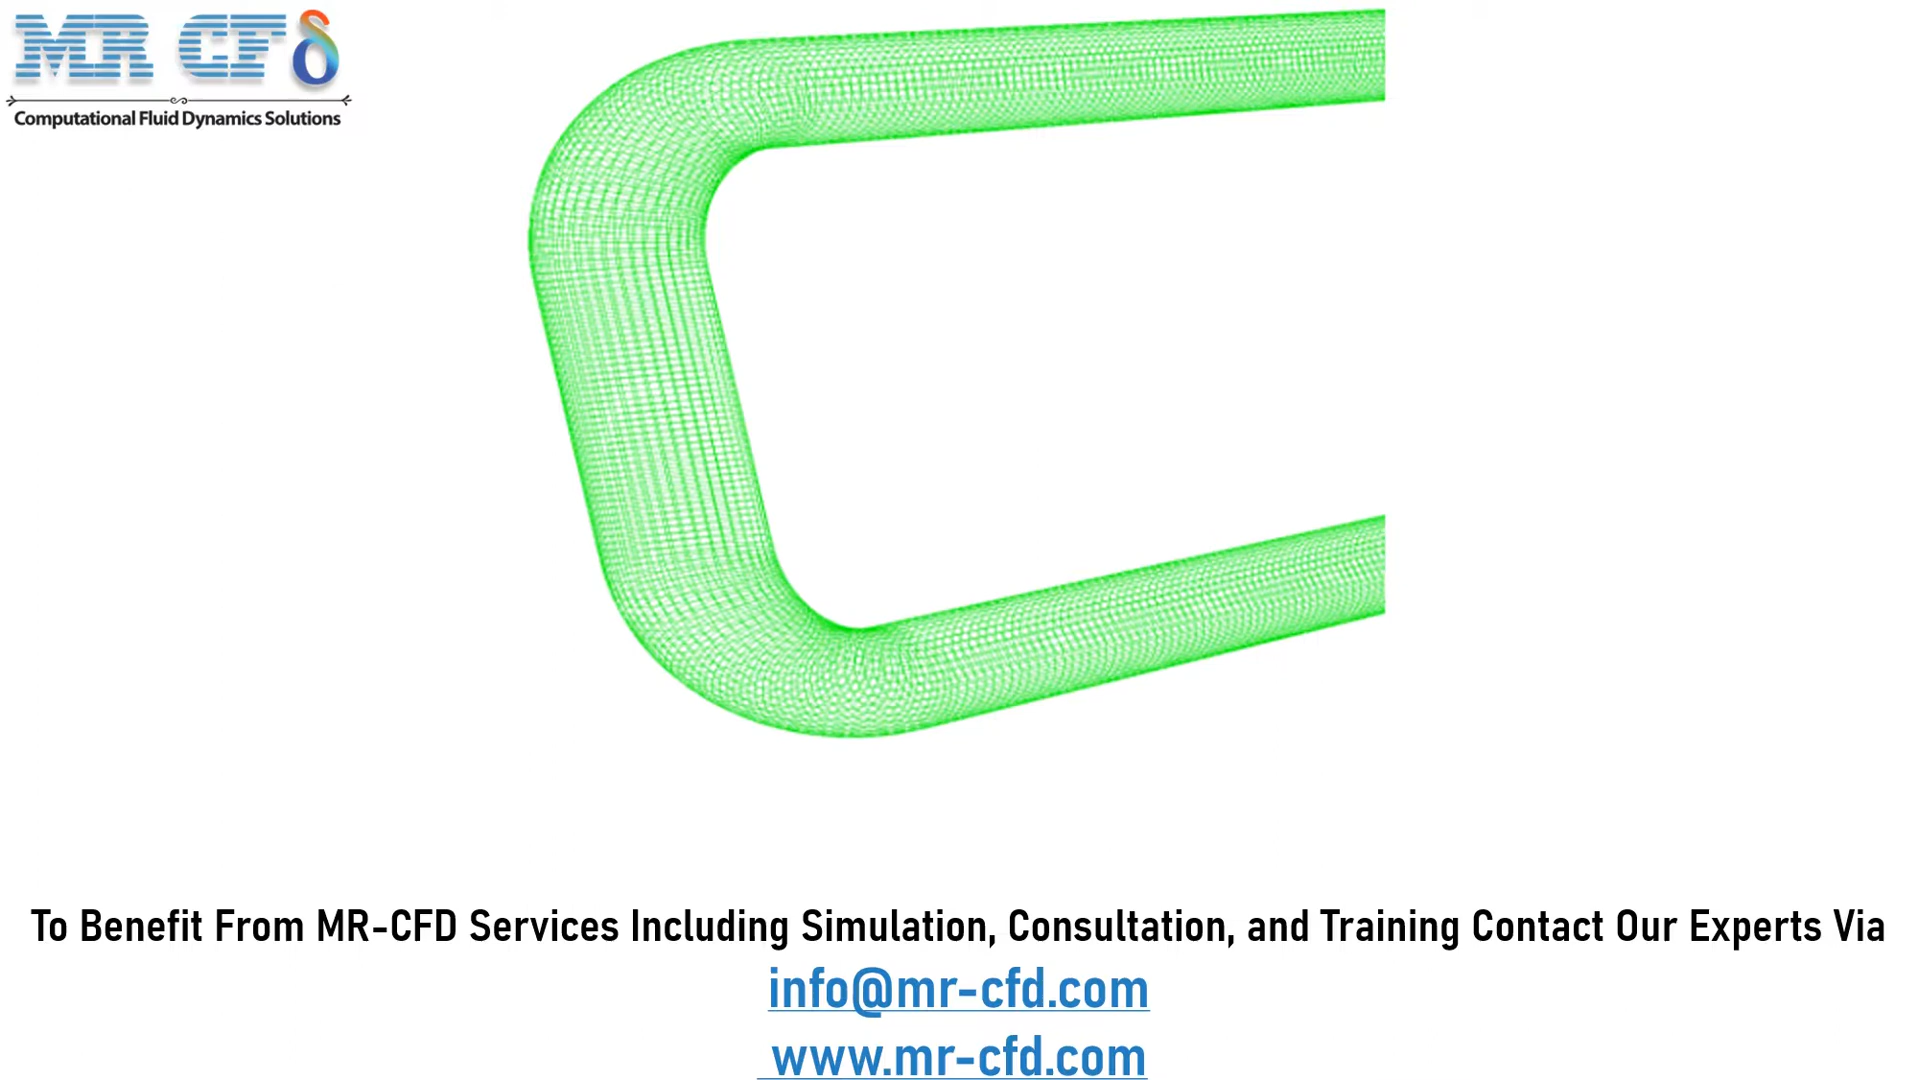 MR CFδ
Computational Fluid Dynamics Solutions
To Benefit From MR-CFD Services Including Simulation, Consultation, and Training Contact Our Experts Via
info@mr-cfd.com
www.mr-cfd.com